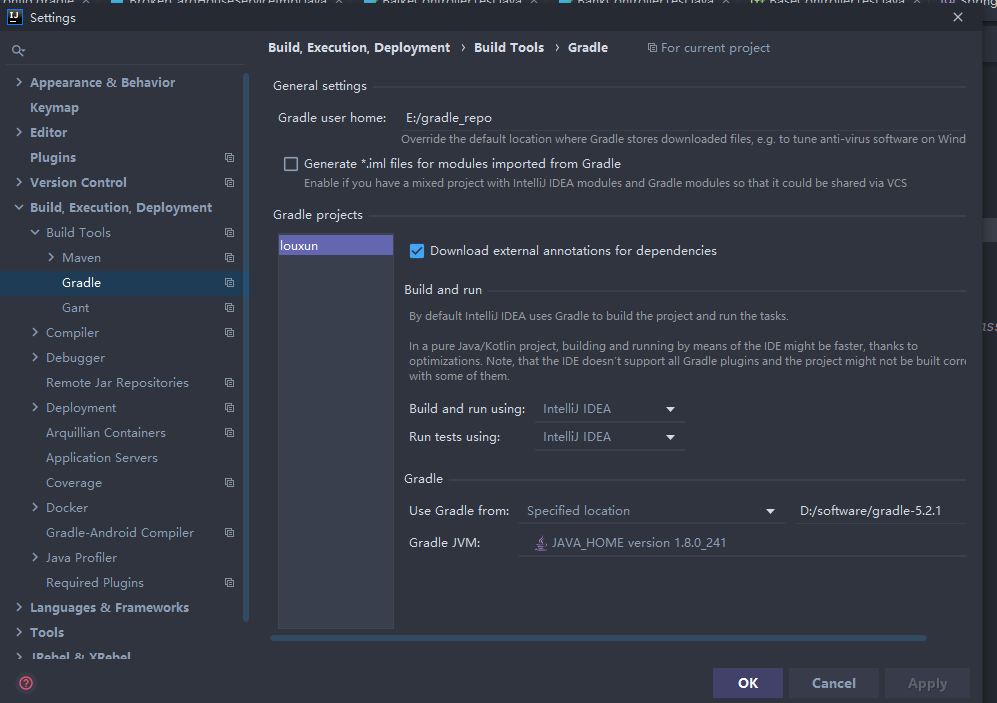 Settings
Build, Execution, Deployment › Build Tools › Gradle For current project
Appearance & Behavior
Keymap
Editor
Plugins
Version Control
Build, Execution, Deployment
Build Tools
Maven
Gradle
Gant
Compiler
Debugger
Remote Jar Repositories
Deployment
Arquillian Containers
Application Servers
Coverage
Docker
Gradle-Android Compiler
Java Profiler
Required Plugins
Languages & Frameworks
Tools
JRebel & XRebel
General settings
Gradle user home: E:/gradle_repo
Override the default location where Gradle stores downloaded files, e.g. to tune anti-virus software on Wind
Generate *.iml files for modules imported from Gradle
Enable if you have a mixed project with IntelliJ IDEA modules and Gradle modules so that it could be shared via VCS
Gradle projects
louxun
Download external annotations for dependencies
Build and run
By default IntelliJ IDEA uses Gradle to build the project and run the tasks.
In a pure Java/Kotlin project, building and running by means of the IDE might be faster, thanks to
optimizations. Note, that the IDE doesn't support all Gradle plugins and the project might not be built corre
with some of them.
Build and run using: IntelliJ IDEA
Run tests using: IntelliJ IDEA
Gradle
Use Gradle from: Specified location D:/software/gradle-5.2.1
Gradle JVM: JAVA_HOME version 1.8.0_241
OK Cancel Apply